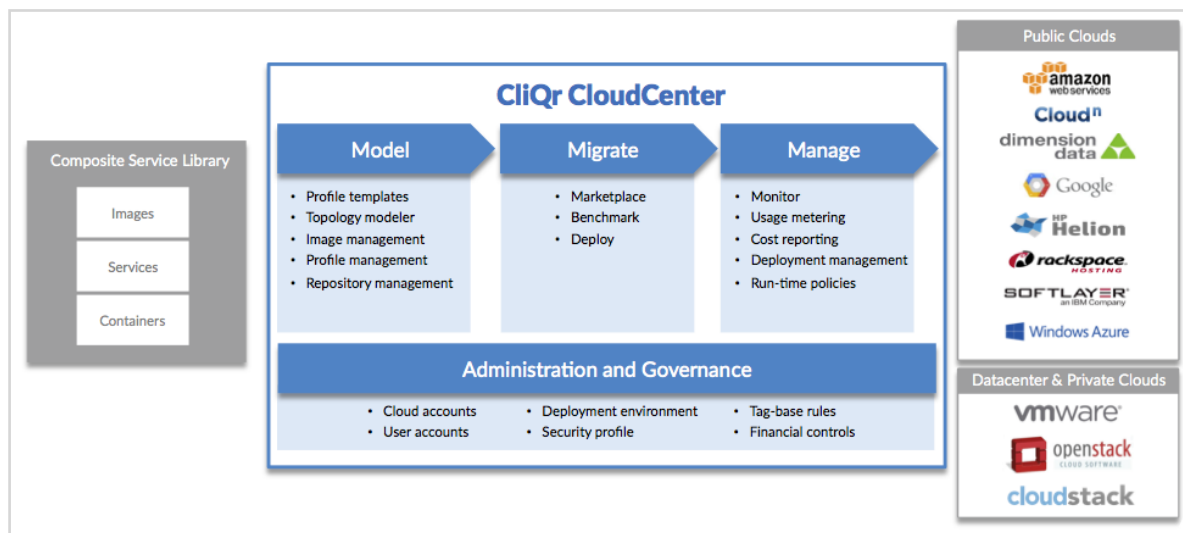 Composite Service Library
Images
Services
Containers
CliQr CloudCenter
Model
• Profile templates
• Topology modeler
• Image management
• Profile management
• Repository management
Migrate
• Marketplace
• Benchmark
• Deploy
Manage
• Monitor
• Usage metering
• Cost reporting
• Deployment management
• Run-time policies
Administration and Governance
• Cloud accounts
• User accounts
• Deployment environment
• Security profile
• Tag-base rules
• Financial controls
Public Clouds
amazon
web services
Cloud n
dimension
data
Google
HP
Helion
rackspace.
HOSTING
SOFTLAYER®
an IBM Company
Windows Azure
Datacenter & Private Clouds
vmware®
openstack
CLOUD SOFTWARE
cloudstack